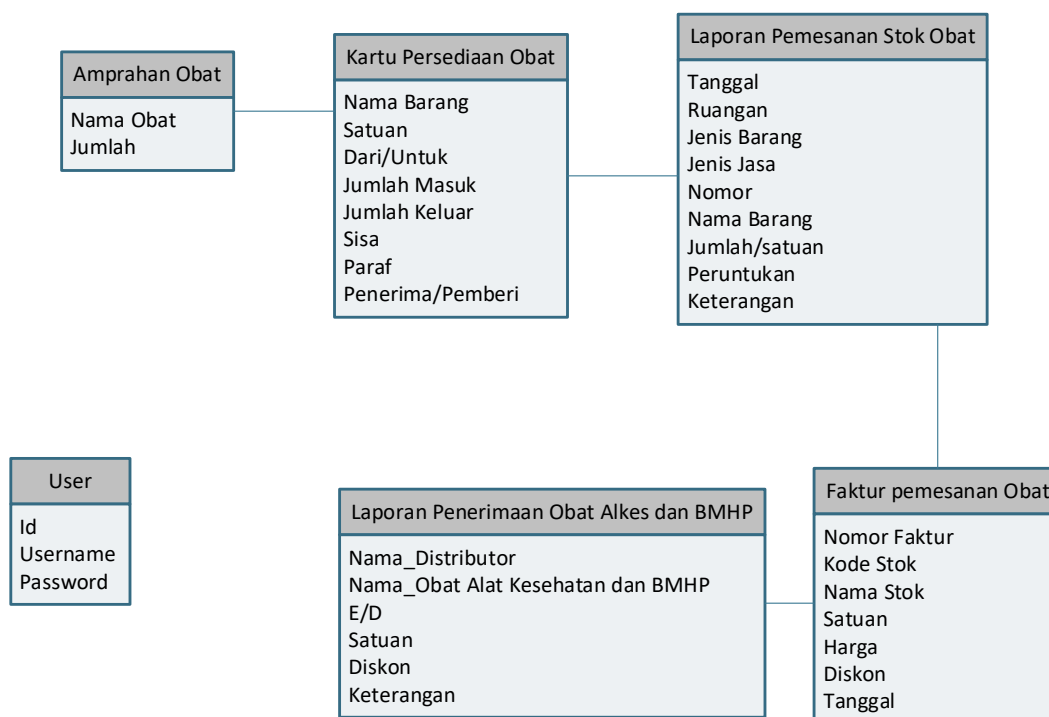 Amprahan Obat
Nama Obat
Jumlah
Kartu Persediaan Obat
Nama Barang
Satuan
Dari/Untuk
Jumlah Masuk
Jumlah Keluar
Sisa
Paraf
Penerima/Pemberi
Laporan Pemesanan Stok Obat
Tanggal
Ruangan
Jenis Barang
Jenis Jasa
Nomor
Nama Barang
Jumlah/satuan
Peruntukan
Keterangan
User
Id
Username
Password
Laporan Penerimaan Obat Alkes dan BMHP
Nama_Distributor
Nama_Obat Alat Kesehatan dan BMHP
E/D
Satuan
Diskon
Keterangan
Faktur pemesanan Obat
Nomor Faktur
Kode Stok
Nama Stok
Satuan
Harga
Diskon
Tanggal